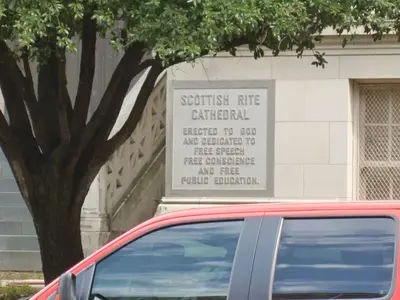 SCOTTISH RITE
CATHEDRAL
ERECTED TO GOD
AND DEDICATED TO
FREE SPEECH
FREE CONSCIENCE
AND FREE
PUBLIC EDUCATION.